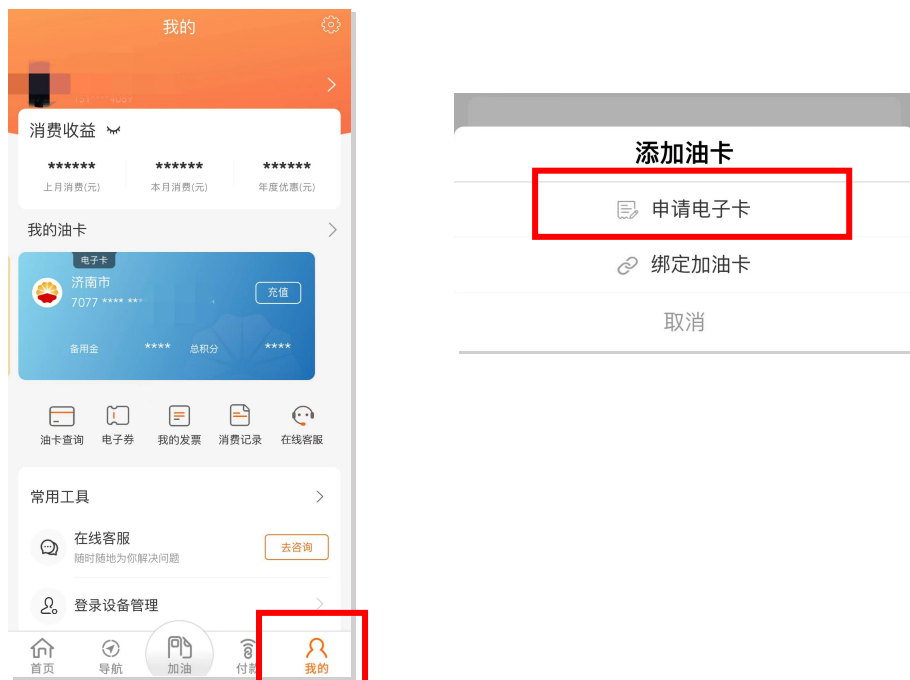 我的
消费收益
****** ****** ******
上月消费(元) 本月消费(元) 年度优惠(元)
我的油卡
电子卡
济南市
7077 **** **
充值
备用金 **** 总积分 ****
油卡查询 电子券 我的发票 消费记录 在线客服
常用工具
在线客服
随时随地为你解决问题
去咨询
登录设备管理
首页 导航 加油 付款 我的
添加油卡
申请电子卡
绑定加油卡
取消